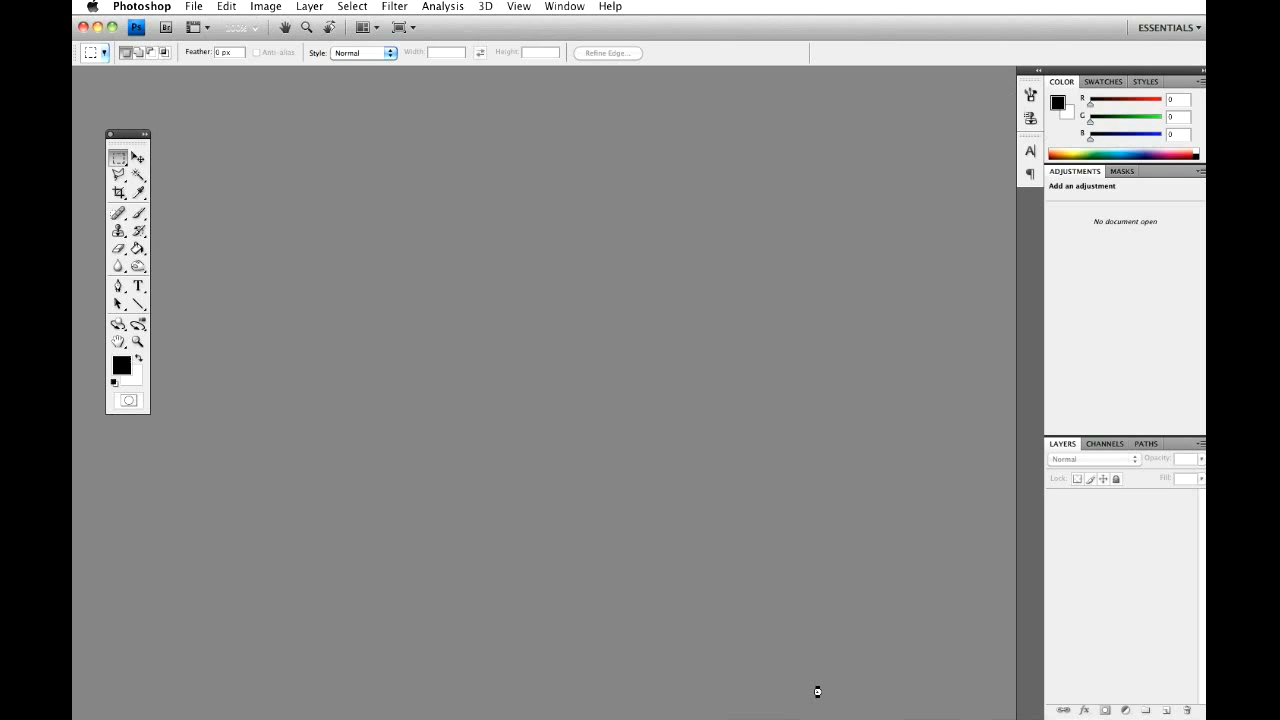 Photoshop File Edit Image Layer Select Filter Analysis 3D View Window Help
Ps Br ESSENTIALS
Feather: 0 px Anti-alias Style: Normal Width: Height: Refine Edge...
COLOR SWATCHES STYLES
R 0
G 0
B 0
ADJUSTMENTS MASKS
Add an adjustment
No document open
LAYERS CHANNELS PATHS
Normal Opacity:
Lock: Fill: